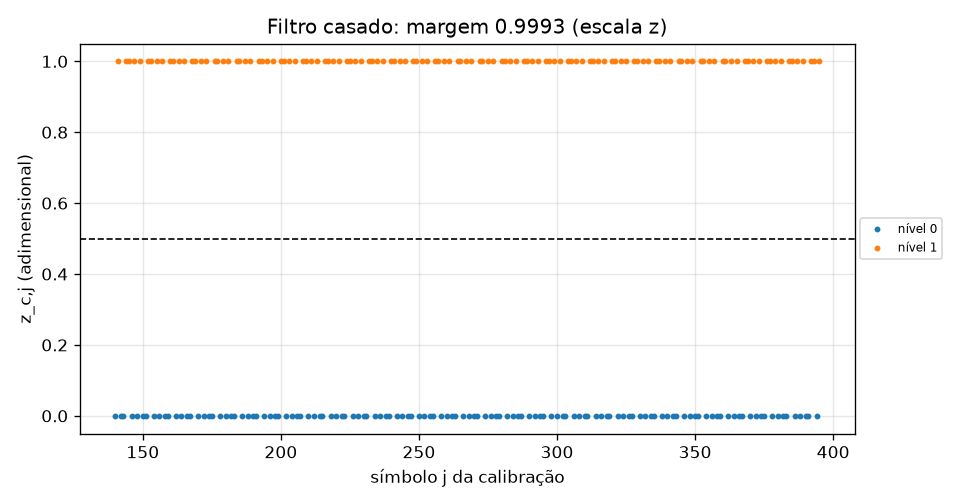 Filtro casado: margem 0.9993 (escala z)
z_c,j (adimensional)
1.0
0.8
0.6
0.4
0.2
0.0
150 200 250 300 350 400
símbolo j da calibração
nível 0
nível 1